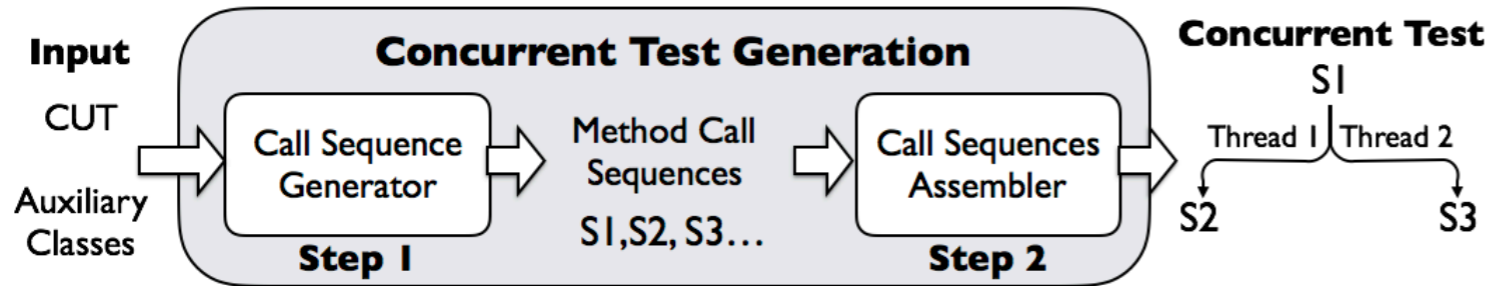 Input
CUT
Auxiliary
Classes
Concurrent Test Generation
Call Sequence
Generator
Step 1
Method Call
Sequences
S1,S2, S3...
Call Sequences
Assembler
Step 2
Concurrent Test
S1
Thread 1 Thread 2
S2 S3